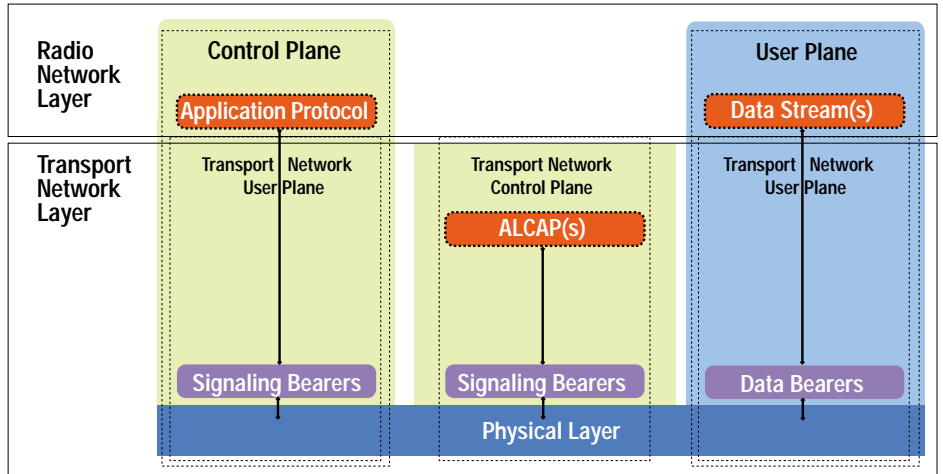 Radio
Network
Layer
Control Plane
User Plane
Application Protocol
Data Stream(s)
Transport
Network
Layer
Transport Network
User Plane
Transport Network
Control Plane
Transport Network
User Plane
ALCAP(s)
Signaling Bearers
Signaling Bearers
Data Bearers
Physical Layer